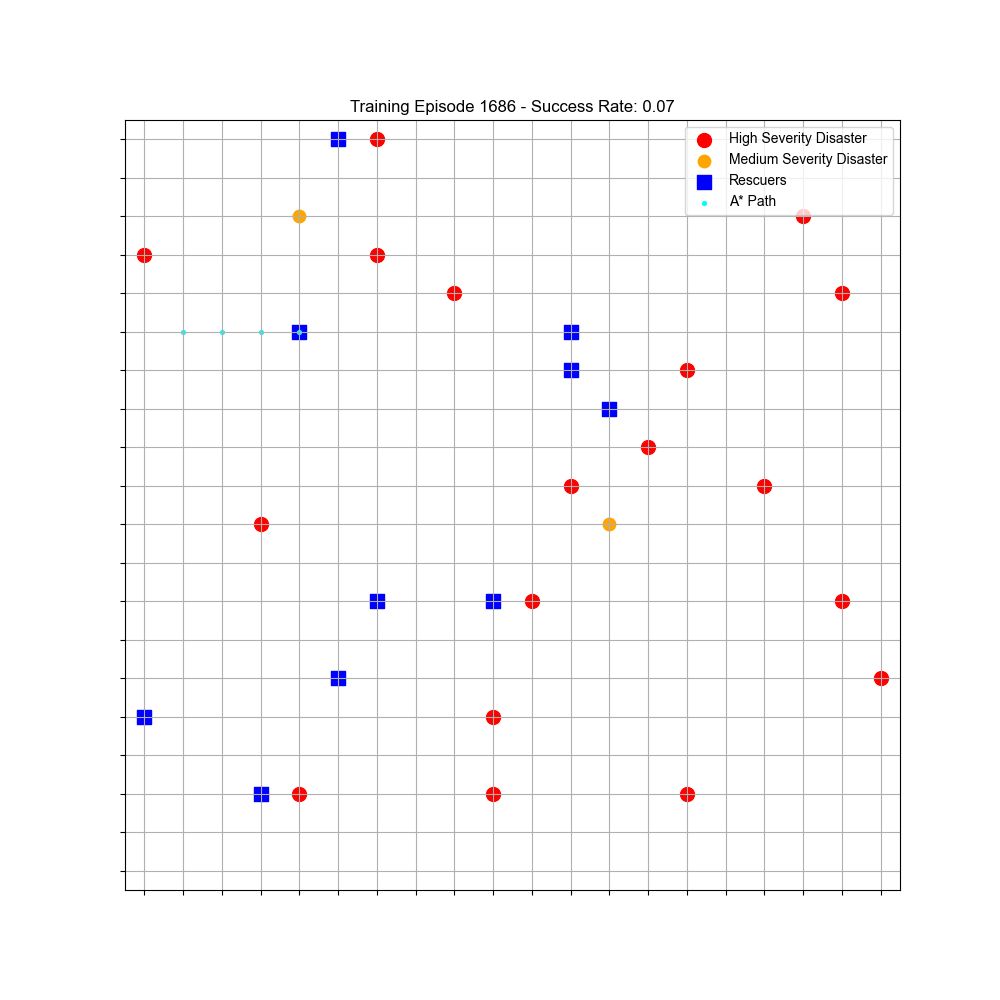 Training Episode 1686 - Success Rate: 0.07
High Severity Disaster
Medium Severity Disaster
Rescuers
A* Path